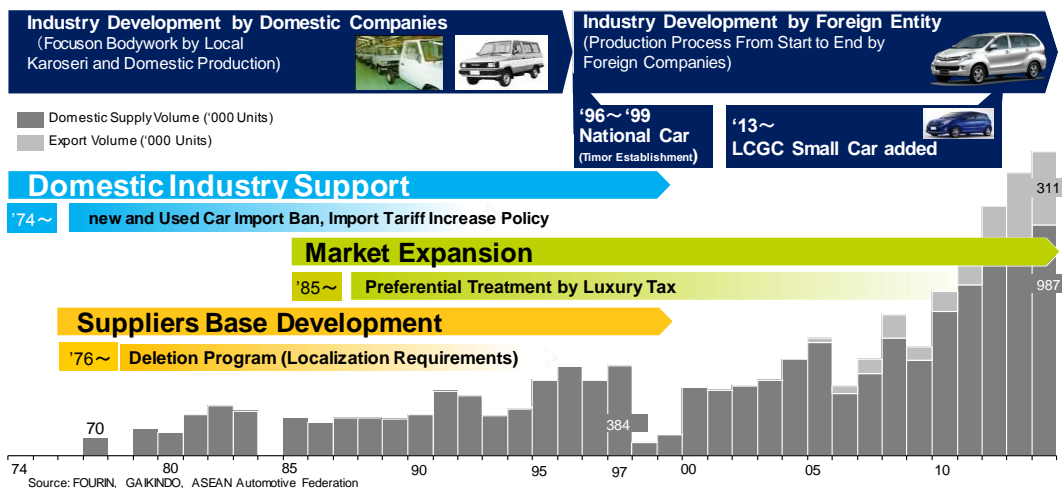 Industry Development by Domestic Companies
（Focuson Bodywork by Local
Karoseri and Domestic Production）
Industry Development by Foreign Entity
(Production Process From Start to End by
Foreign Companies)
'96～'99
National Car
(Timor Establishment)
'13～
LCGC Small Car added
Domestic Supply Volume ('000 Units)
Export Volume ('000 Units)
Domestic Industry Support
'74～ new and Used Car Import Ban, Import Tariff Increase Policy
Market Expansion
'85～ Preferential Treatment by Luxury Tax
Suppliers Base Development
'76～ Deletion Program (Localization Requirements)
311
987
70
384
74 80 85 90 95 97 00 05 10
Source: FOURIN, GAIKINDO, ASEAN Automotive Federation